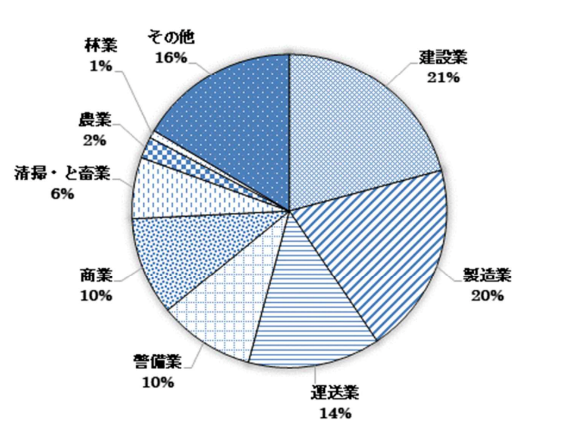 建設業
21%
製造業
20%
運送業
14%
警備業
10%
商業
10%
清掃・と畜業
6%
農業
2%
林業
1%
その他
16%